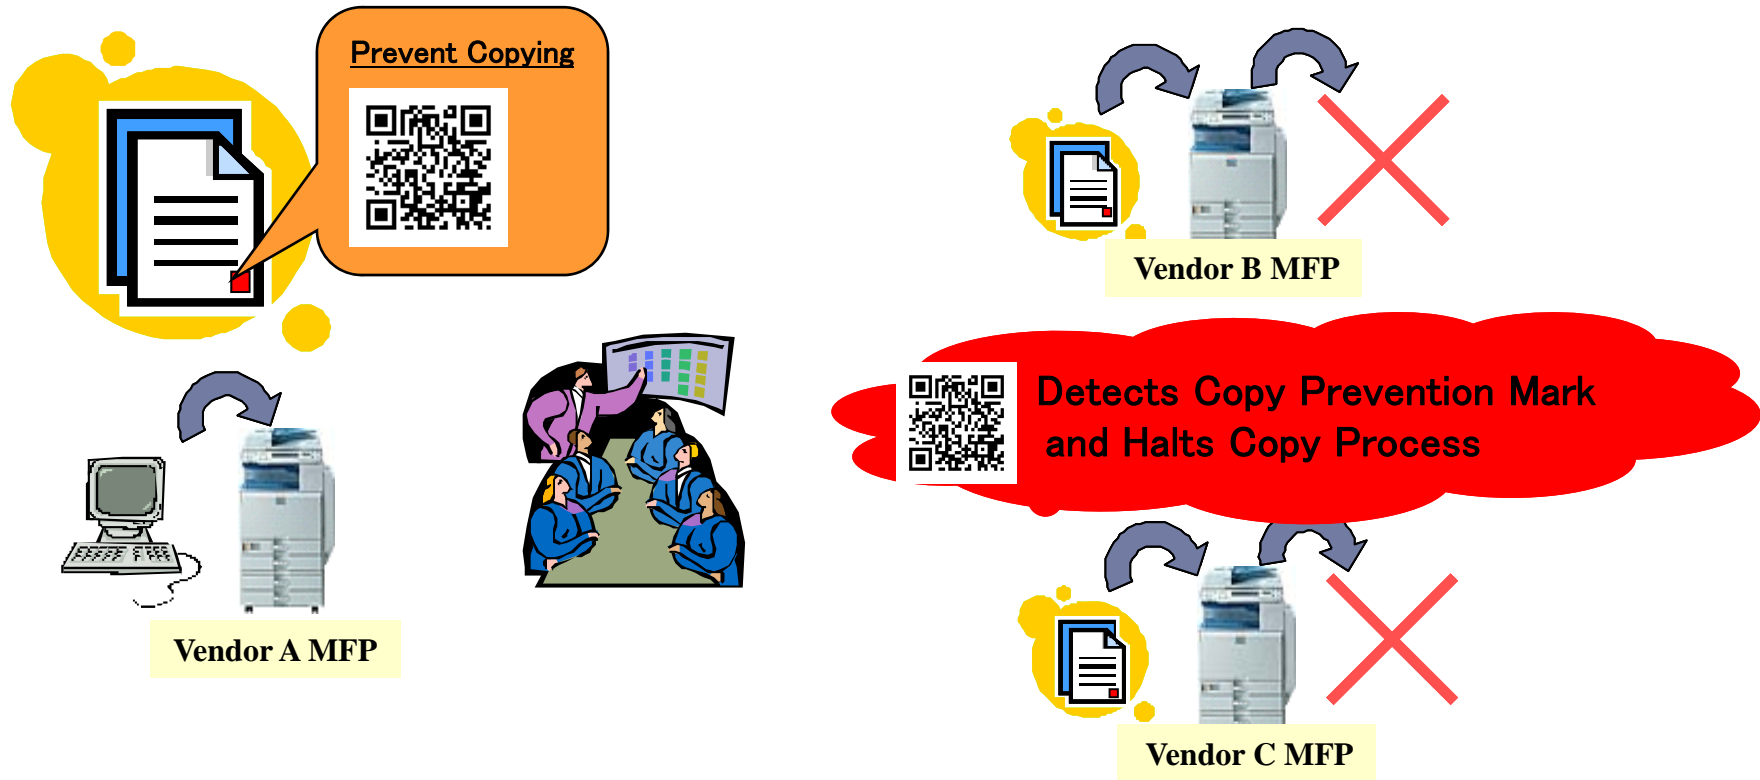 Prevent Copying
Vendor A MFP
Vendor B MFP
Detects Copy Prevention Mark
and Halts Copy Process
Vendor C MFP